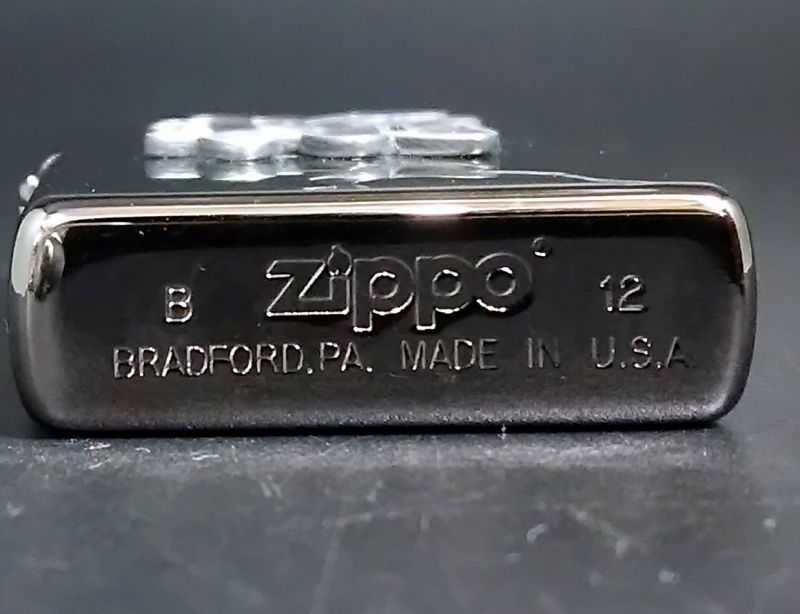 B zippo® 12
BRADFORD, PA. MADE IN U.S.A